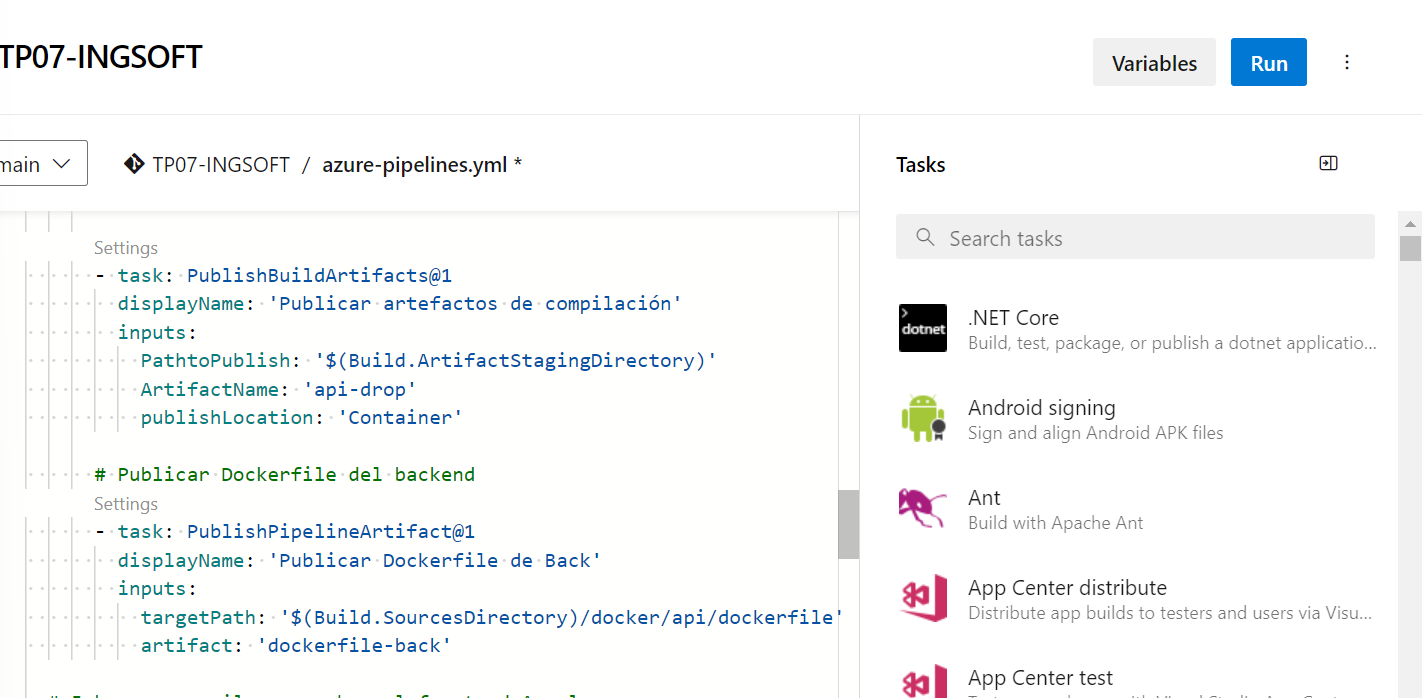 TP07-INGSOFT
Variables
Run
main
TP07-INGSOFT / azure-pipelines.yml *
Settings
- task: PublishBuildArtifacts@1
displayName: 'Publicar artefactos de compilación'
inputs:
PathtoPublish: '$(Build.ArtifactStagingDirectory)'
ArtifactName: 'api-drop'
publishLocation: 'Container'
# Publicar Dockerfile del backend
Settings
- task: PublishPipelineArtifact@1
displayName: 'Publicar Dockerfile de Back'
inputs:
targetPath: '$(Build.SourcesDirectory)/docker/api/dockerfile'
artifact: 'dockerfile-back'
Tasks
Search tasks
dotnet
.NET Core
Build, test, package, or publish a dotnet applicatio...
Android signing
Sign and align Android APK files
Ant
Build with Apache Ant
App Center distribute
Distribute app builds to testers and users via Visu...
App Center test